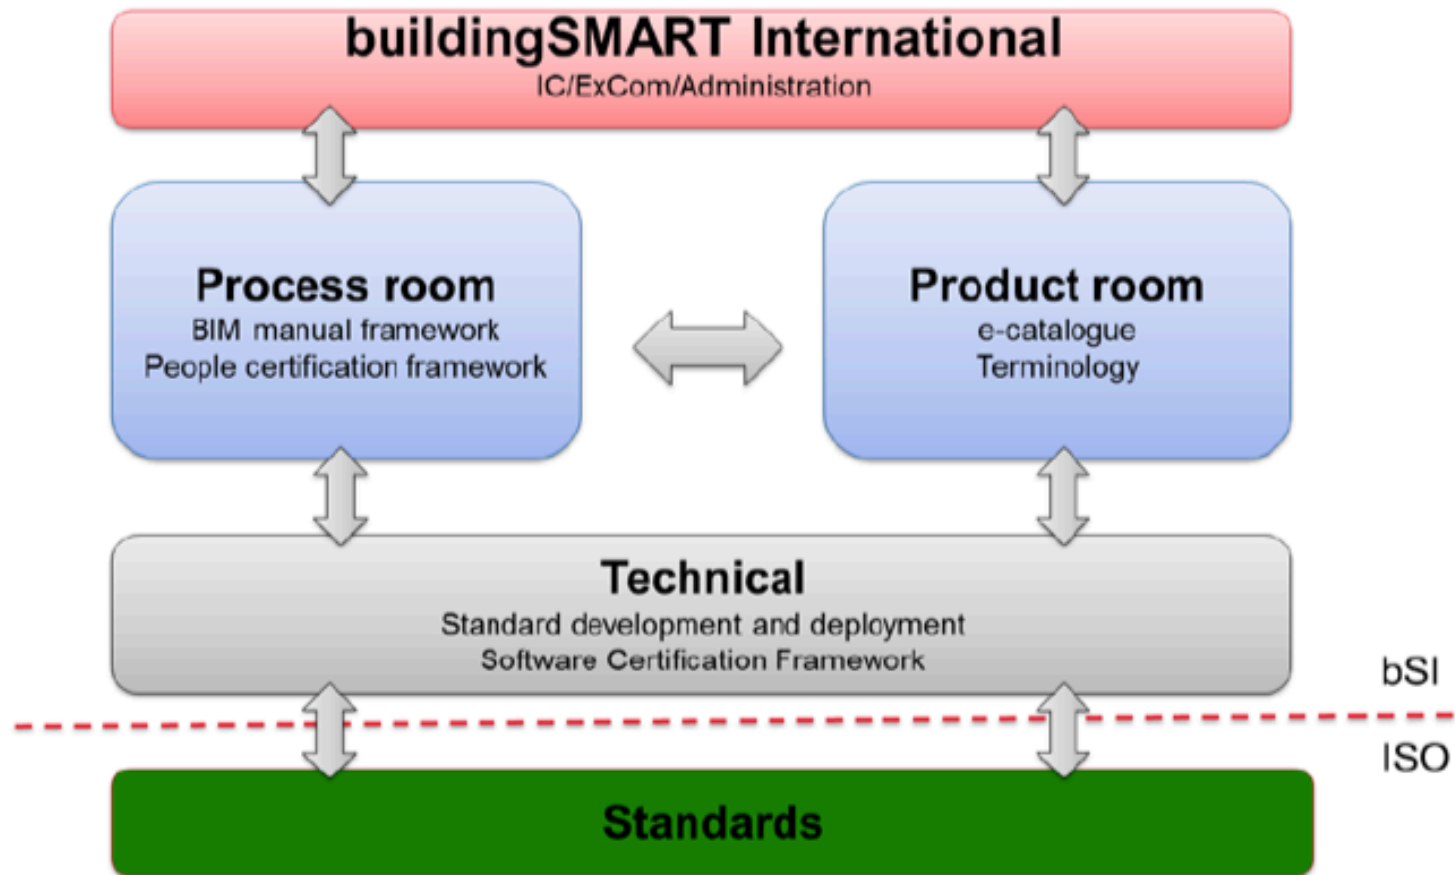 buildingSMART International
IC/ExCom/Administration
Process room
BIM manual framework
People certification framework
Product room
e-catalogue
Terminology
Technical
Standard development and deployment
Software Certification Framework
bSI
ISO
Standards